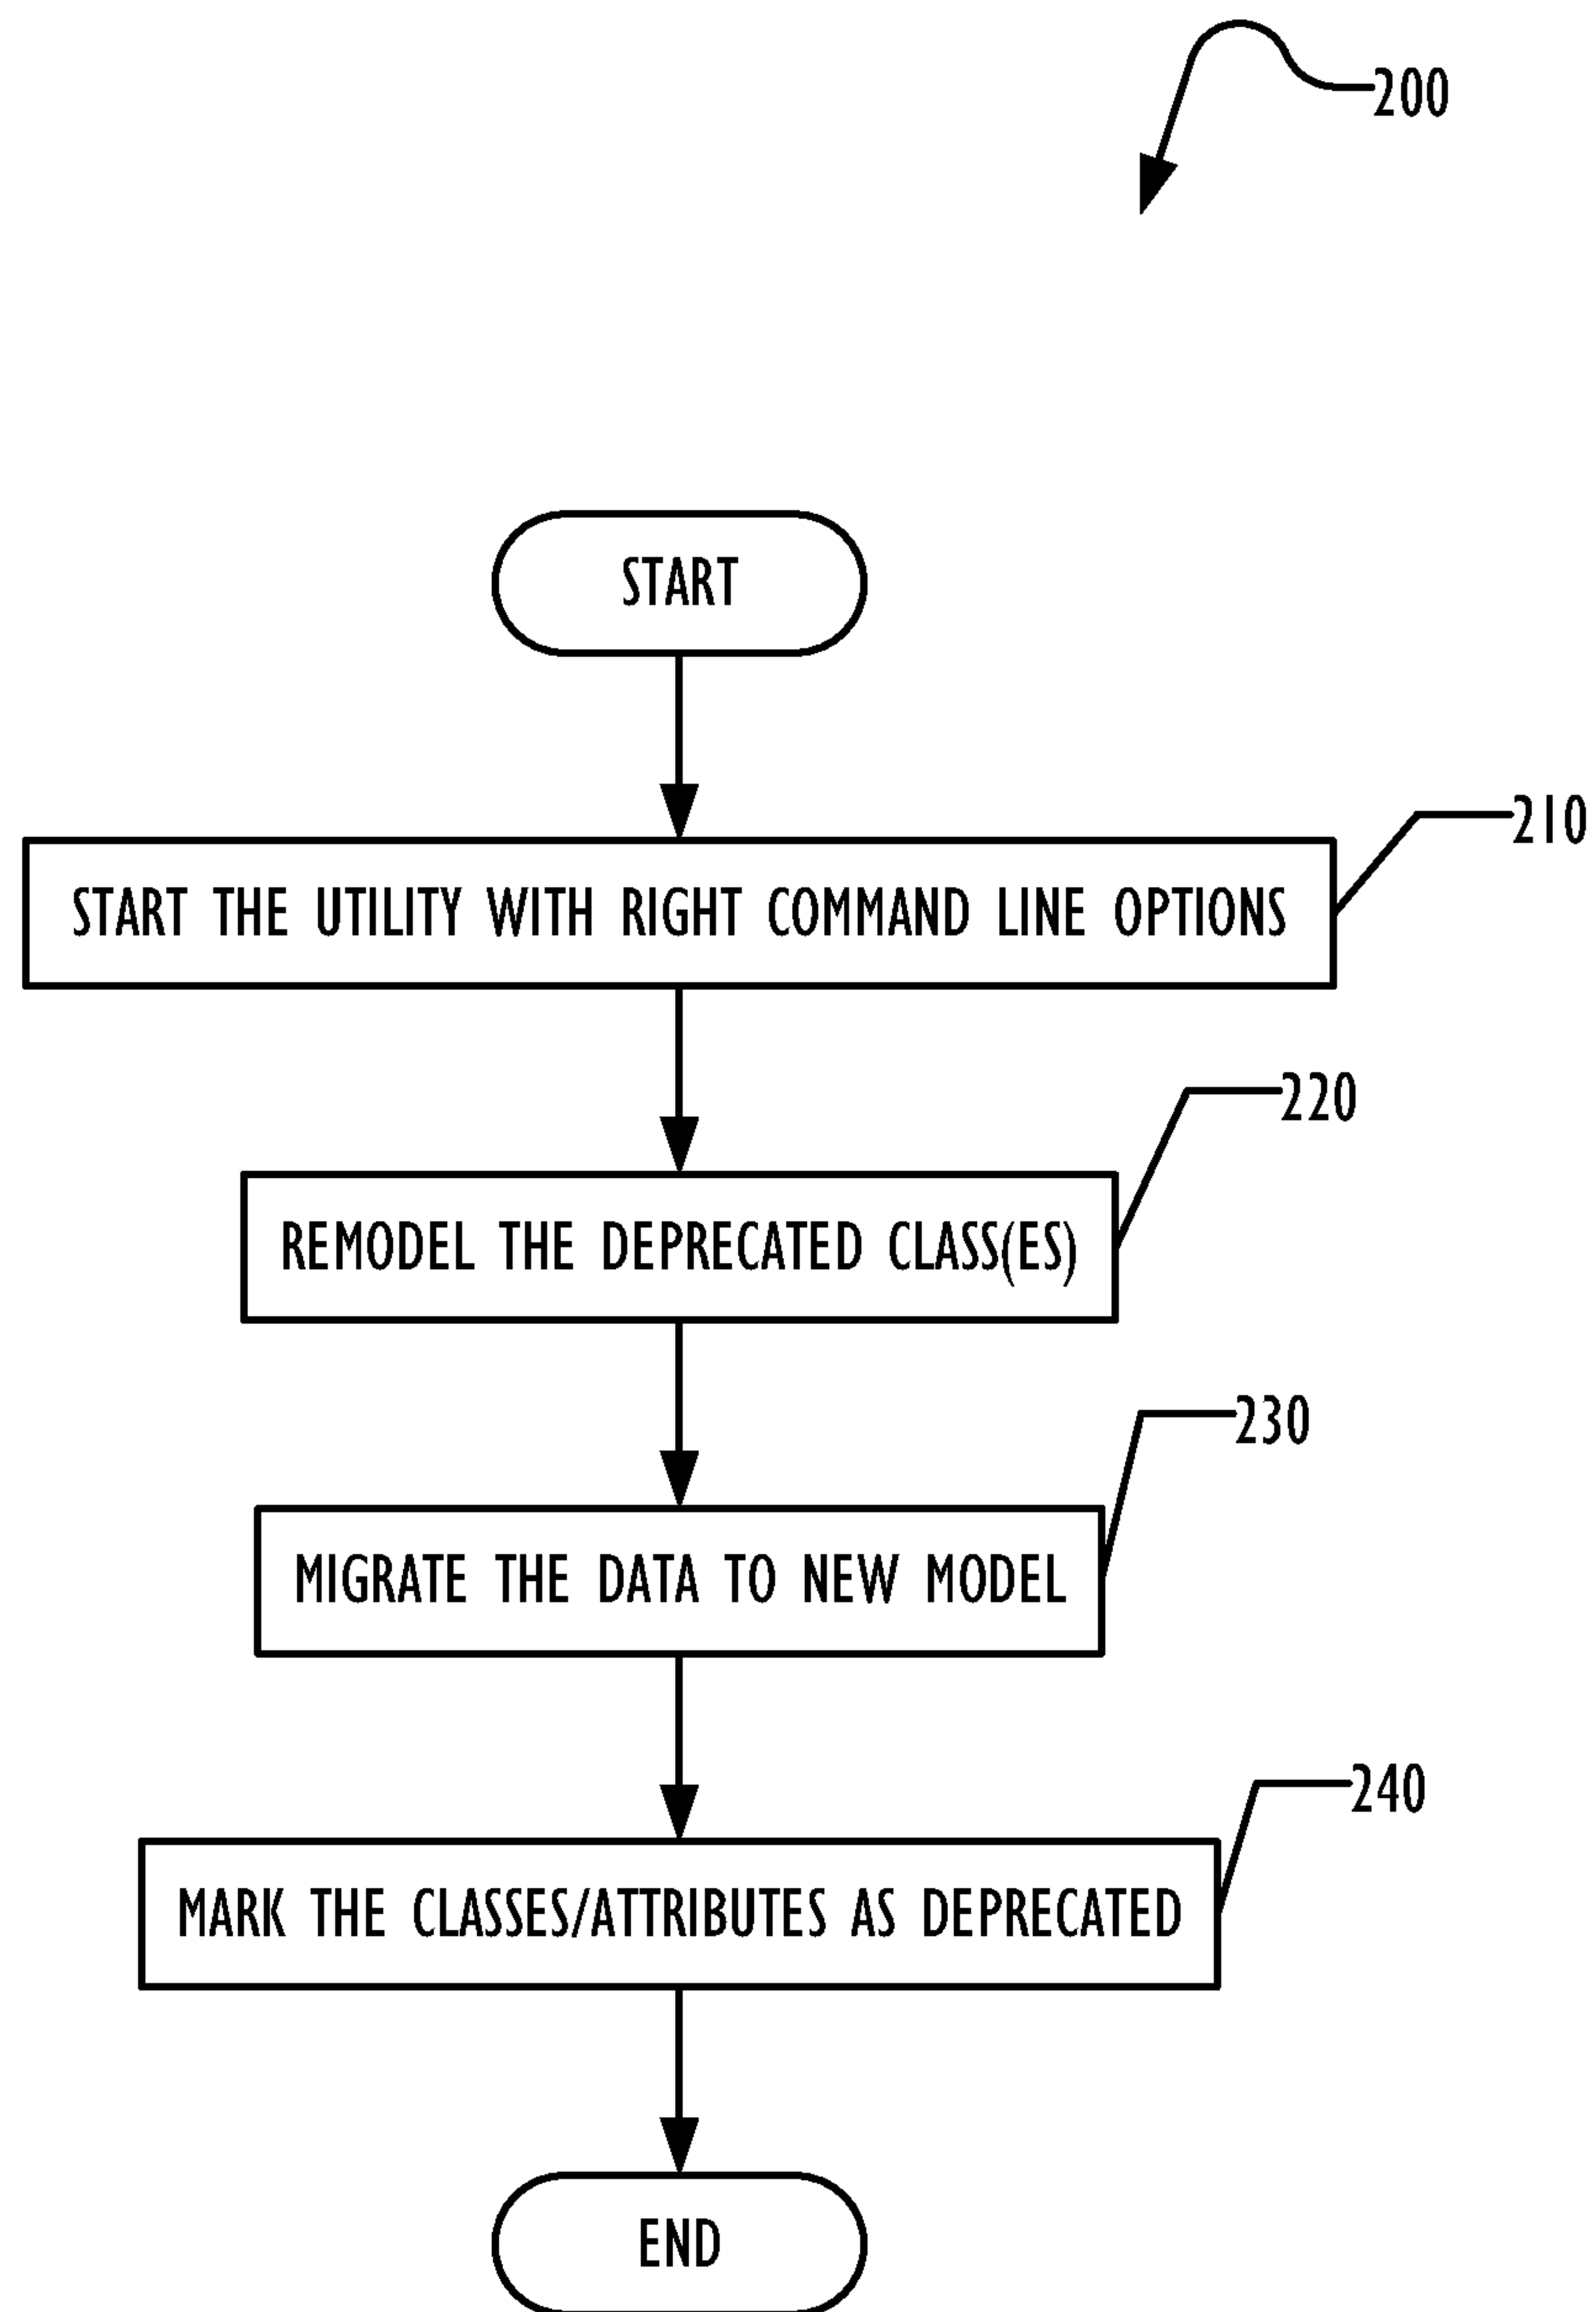 200
START
210
START THE UTILITY WITH RIGHT COMMAND LINE OPTIONS
220
REMODEL THE DEPRECATED CLASS(ES)
230
MIGRATE THE DATA TO NEW MODEL
240
MARK THE CLASSES/ATTRIBUTES AS DEPRECATED
END